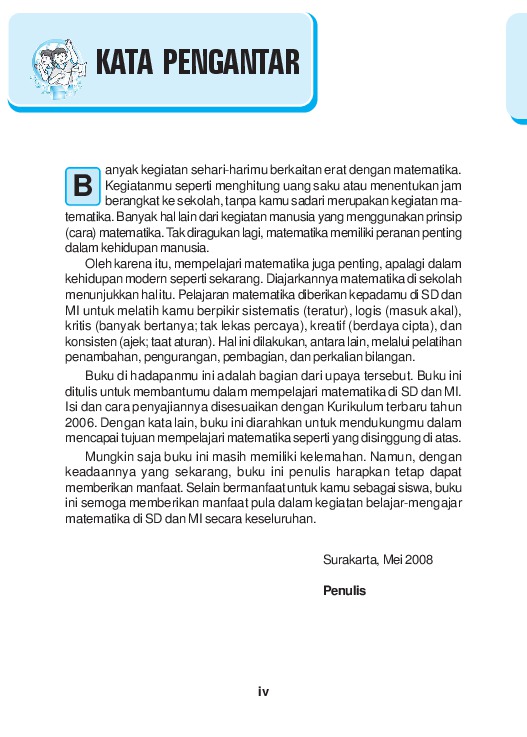 KATA PENGANTAR
Banyak kegiatan sehari-harimu berkaitan erat dengan matematika.
Kegiatanmu seperti menghitung uang saku atau menentukan jam
berangkat ke sekolah, tanpa kamu sadari merupakan kegiatan ma-
tematika. Banyak hal lain dari kegiatan manusia yang menggunakan prinsip
(cara) matematika. Tak diragukan lagi, matematika memiliki peranan penting
dalam kehidupan manusia.
Oleh karena itu, mempelajari matematika juga penting, apalagi dalam
kehidupan modern seperti sekarang. Diajarkannya matematika di sekolah
menunjukkan hal itu. Pelajaran matematika diberikan kepadamu di SD dan
MI untuk melatih kamu berpikir sistematis (teratur), logis (masuk akal),
kritis (banyak bertanya; tak lekas percaya), kreatif (berdaya cipta), dan
konsisten (ajek; taat aturan). Hal ini dilakukan, antara lain, melalui pelatihan
penambahan, pengurangan, pembagian, dan perkalian bilangan.
Buku di hadapanmu ini adalah bagian dari upaya tersebut. Buku ini
ditulis untuk membantumu dalam mempelajari matematika di SD dan MI.
Isi dan cara penyajiannya disesuaikan dengan Kurikulum terbaru tahun
2006. Dengan kata lain, buku ini diarahkan untuk mendukungmu dalam
mencapai tujuan mempelajari matematika seperti yang disinggung di atas.
Mungkin saja buku ini masih memiliki kelemahan. Namun, dengan
keadaannya yang sekarang, buku ini penulis harapkan tetap dapat
memberikan manfaat. Selain bermanfaat untuk kamu sebagai siswa, buku
ini semoga memberikan manfaat pula dalam kegiatan belajar-mengajar
matematika di SD dan MI secara keseluruhan.
Surakarta, Mei 2008
Penulis
iv